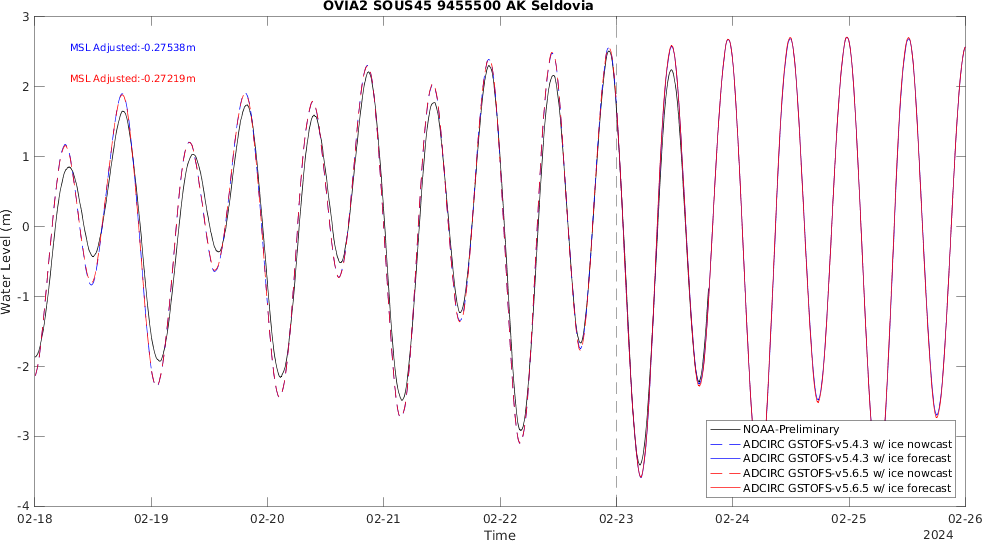 OVIA2 SOUS45 9455500 AK Seldovia
3
2
1
0
-1
-2
-3
-4
Water Level (m)
MSL Adjusted:-0.27538m
MSL Adjusted:-0.27219m
NOAA-Preliminary
ADCIRC GSTOFS-v5.4.3 w/ ice nowcast
ADCIRC GSTOFS-v5.4.3 w/ ice forecast
ADCIRC GSTOFS-v5.6.5 w/ ice nowcast
ADCIRC GSTOFS-v5.6.5 w/ ice forecast
02-18 02-19 02-20 02-21 02-22 02-23 02-24 02-25 02-26
Time
2024